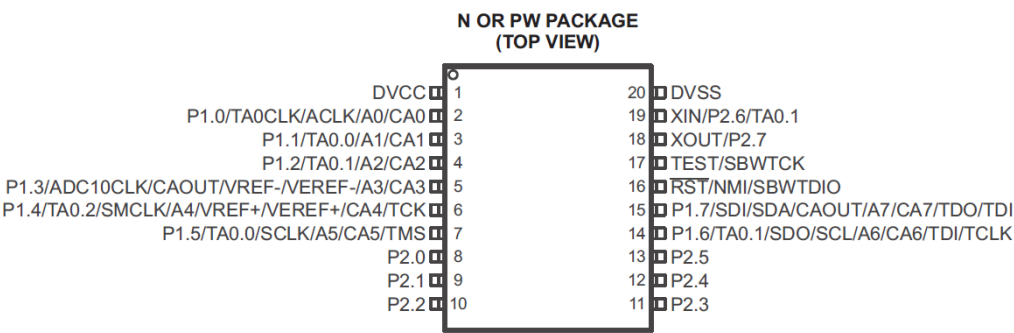 N OR PW PACKAGE
(TOP VIEW)
DVCC 1 20 DVSS
P1.0/TA0CLK/ACLK/A0/CA0 2 19 XIN/P2.6/TA0.1
P1.1/TA0.0/A1/CA1 3 18 XOUT/P2.7
P1.2/TA0.1/A2/CA2 4 17 TEST/SBWTCK
P1.3/ADC10CLK/CAOUT/VREF-/VEREF-/A3/CA3 5 16 RST/NMI/SBWTDIO
P1.4/TA0.2/SMCLK/A4/VREF+/VEREF+/CA4/TCK 6 15 P1.7/SDI/SDA/CAOUT/A7/CA7/TDO/TDI
P1.5/TA0.0/SCLK/A5/CA5/TMS 7 14 P1.6/TA0.1/SDO/SCL/A6/CA6/TDI/TCLK
P2.0 8 13 P2.5
P2.1 9 12 P2.4
P2.2 10 11 P2.3